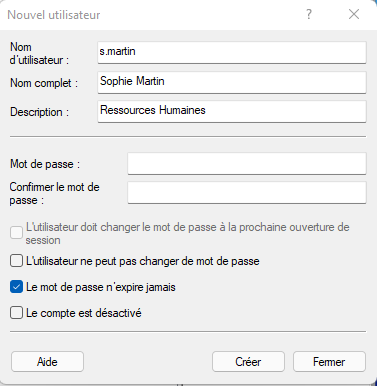 Nouvel utilisateur
?
Nom
d'utilisateur :
s.martin
Nom complet :
Sophie Martin
Description :
Ressources Humaines
Mot de passe :
Confirmer le mot de
passe :
L'utilisateur doit changer le mot de passe à la prochaine ouverture de
session
L'utilisateur ne peut pas changer de mot de passe
Le mot de passe n'expire jamais
Le compte est désactivé
Aide
Créer
Fermer